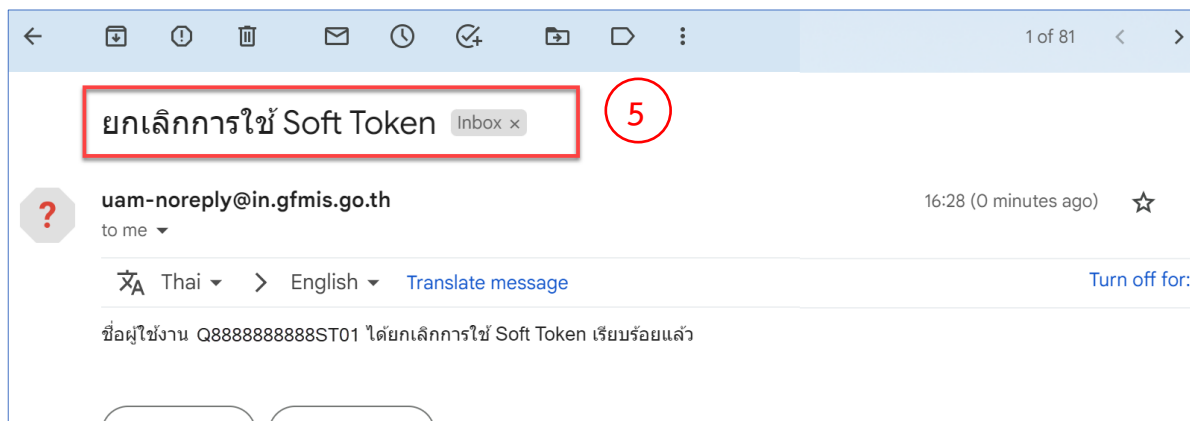 1 of 81
ยกเลิกการใช้ Soft Token Inbox ×
5
?
uam-noreply@in.gfmis.go.th
16:28 (0 minutes ago)
to me
Thai > English Translate message
Turn off for:
ชื่อผู้ใช้งาน Q8888888888ST01 ได้ยกเลิกการใช้ Soft Token เรียบร้อยแล้ว